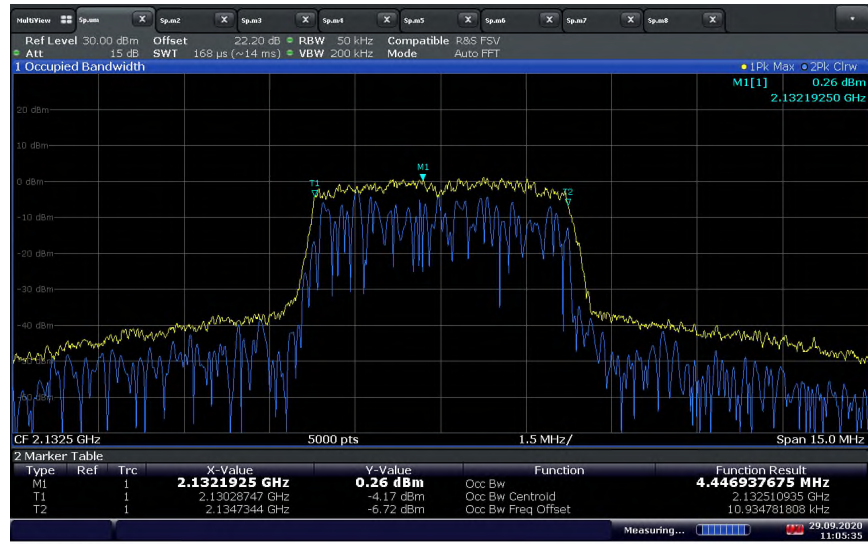 MultiView Sp.um X Sp.m2 X Sp.m3 X Sp.m4 X Sp.m5 X Sp.m6 X Sp.m7 X Sp.m8 X
Ref Level 30.00 dBm Offset 22.20 dB RBW 50 kHz Compatible R&S FSV
Att 15 dB SWT 168 µs (~14 ms) VBW 200 kHz Mode Auto FFT
1 Occupied Bandwidth 1Pk Max 2Pk Clrw
M1[1] 0.26 dBm
2.13219250 GHz
20 dBm
10 dBm
M1
0 dBm T1 T2
-10 dBm
-20 dBm
-30 dBm
-40 dBm
-50 dBm
-60 dBm
CF 2.1325 GHz 5000 pts 1.5 MHz/ Span 15.0 MHz
2 Marker Table
Type Ref Trc X-Value Y-Value Function Function Result
M1 1 2.1321925 GHz 0.26 dBm Occ Bw 4.446937675 MHz
T1 1 2.13028747 GHz -4.17 dBm Occ Bw Centroid 2.132510935 GHz
T2 1 2.1347344 GHz -6.72 dBm Occ Bw Freq Offset 10.934781808 kHz
Measuring... 29.09.2020
11:05:35